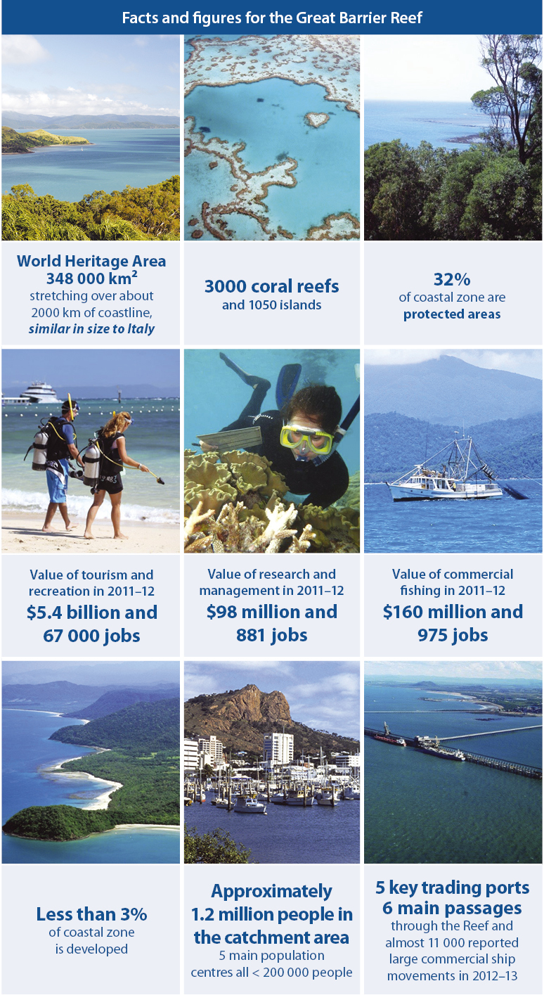 Facts and figures for the Great Barrier Reef
World Heritage Area
348 000 km²
stretching over about
2000 km of coastline,
similar in size to Italy
3000 coral reefs
and 1050 islands
32%
of coastal zone are
protected areas
Value of tourism and
recreation in 2011–12
$5.4 billion and
67 000 jobs
Value of research and
management in 2011–12
$98 million and
881 jobs
Value of commercial
fishing in 2011–12
$160 million and
975 jobs
Less than 3%
of coastal zone
is developed
Approximately
1.2 million people in
the catchment area
5 main population
centres all < 200 000 people
5 key trading ports
6 main passages
through the Reef and
almost 11 000 reported
large commercial ship
movements in 2012–13